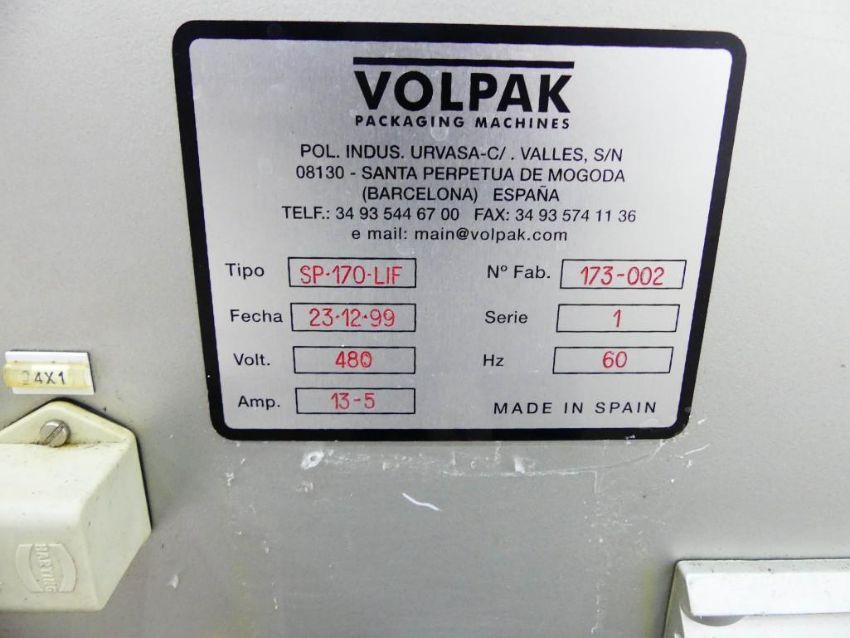 VOLPAK
PACKAGING MACHINES
POL. INDUS. URVASA-C/ . VALLES, S/N
08130 - SANTA PERPETUA DE MOGODA
(BARCELONA) ESPAÑA
TELF.: 34 93 544 67 00 FAX: 34 93 574 11 36
e mail: main@volpak.com
Tipo SP-170-LIF Nº Fab. 173-002
Fecha 23-12-99 Serie 1
Volt. 480 Hz 60
Amp. 13-5 MADE IN SPAIN
24X1
HARTING